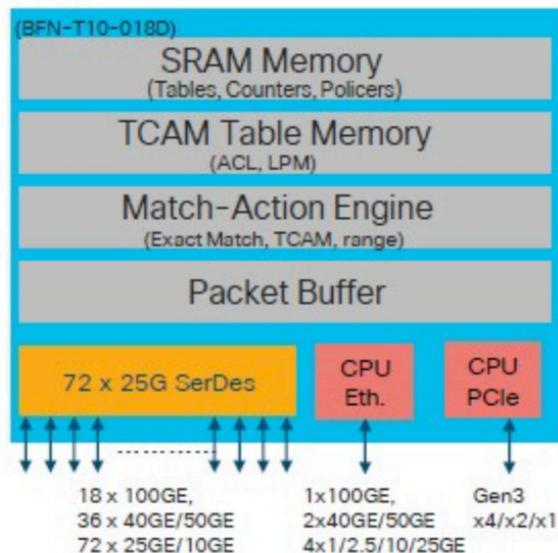 (BFN-T10-018D)
SRAM Memory
(Tables, Counters, Policers)
TCAM Table Memory
(ACL, LPM)
Match-Action Engine
(Exact Match, TCAM, range)
Packet Buffer
72 x 25G SerDes
CPU
Eth.
CPU
PCIe
18 x 100GE,
36 x 40GE/50GE
72 x 25GE/10GE
1x100GE,
2x40GE/50GE
4x1/2.5/10/25GE
Gen3
x4/x2/x1